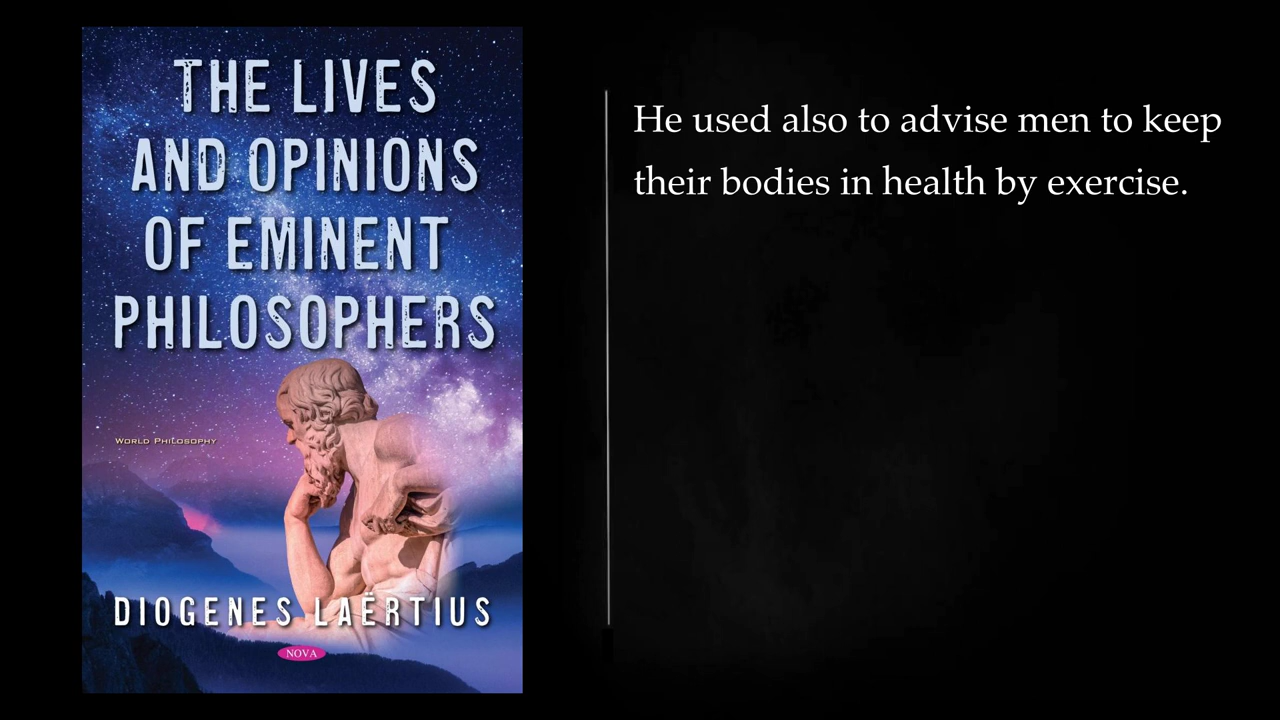 THE LIVES
AND OPINIONS
OF EMINENT
PHILOSOPHERS
WORLD PHILOSOPHY
DIOGENES LAËRTIUS
NOVA
He used also to advise men to keep
their bodies in health by exercise.